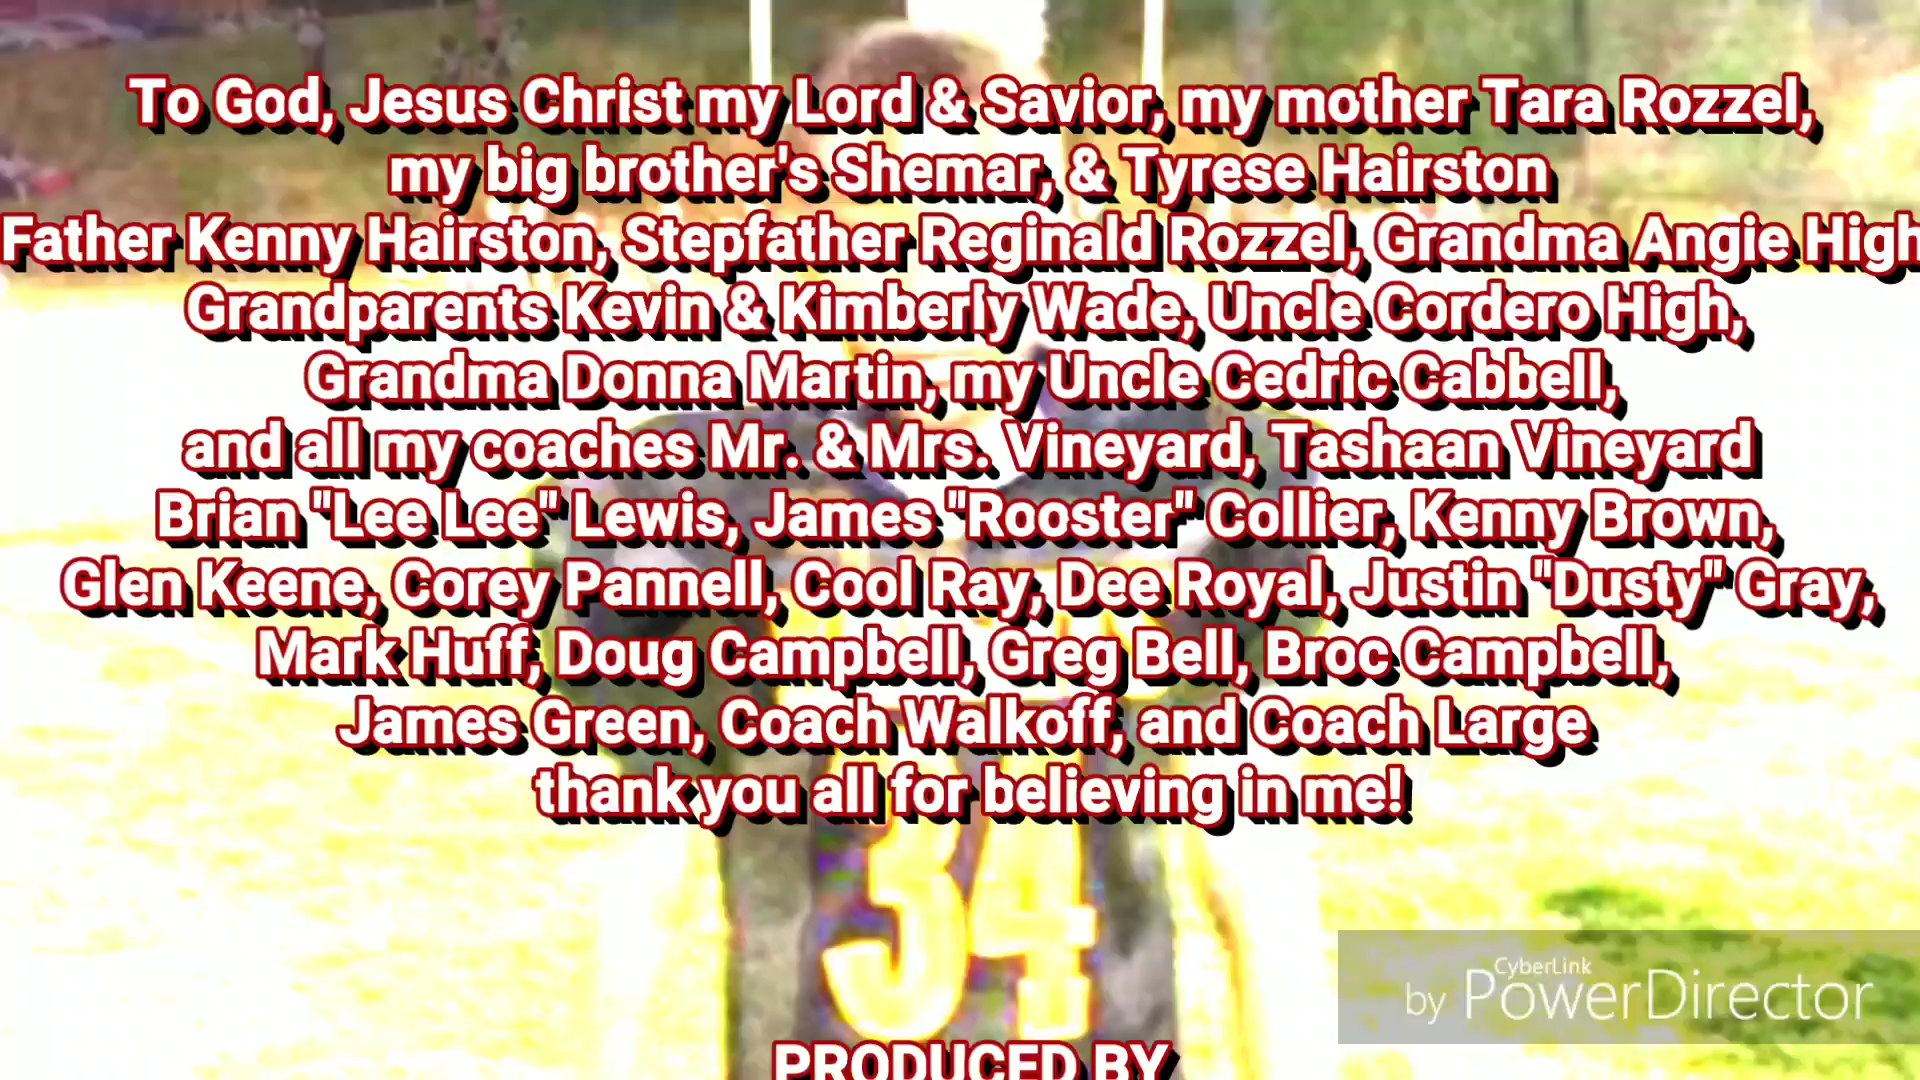 To God, Jesus Christ my Lord & Savior, my mother Tara Rozzel,
my big brother's Shemar, & Tyrese Hairston
Father Kenny Hairston, Stepfather Reginald Rozzel, Grandma Angie High
Grandparents Kevin & Kimberly Wade, Uncle Cordero High,
Grandma Donna Martin, my Uncle Cedric Cabbell,
and all my coaches Mr. & Mrs. Vineyard, Tashaan Vineyard
Brian "Lee Lee" Lewis, James "Rooster" Collier, Kenny Brown,
Glen Keene, Corey Pannell, Cool Ray, Dee Royal, Justin "Dusty" Gray,
Mark Huff, Doug Campbell, Greg Bell, Broc Campbell,
James Green, Coach Walkoff, and Coach Large
thank you all for believing in me!
34
CyberLink
by PowerDirector
PRODUCED BY